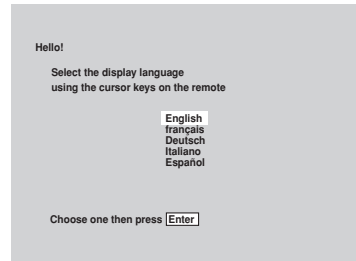 Hello!
Select the display language
using the cursor keys on the remote
English
français
Deutsch
Italiano
Español
Choose one then press Enter